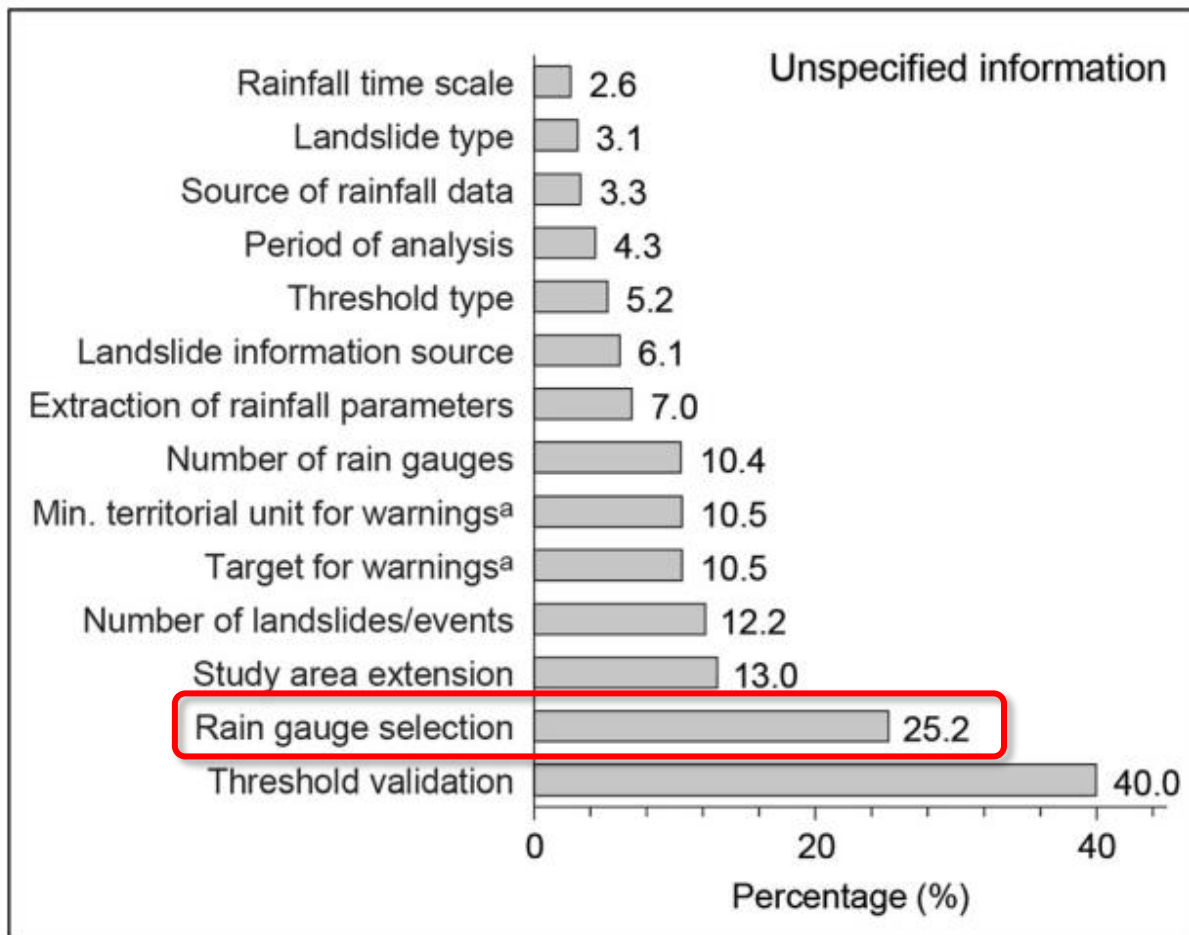 Unspecified information
Rainfall time scale 2.6
Landslide type 3.1
Source of rainfall data 3.3
Period of analysis 4.3
Threshold type 5.2
Landslide information source 6.1
Extraction of rainfall parameters 7.0
Number of rain gauges 10.4
Min. territorial unit for warningsᵃ 10.5
Target for warningsᵃ 10.5
Number of landslides/events 12.2
Study area extension 13.0
Rain gauge selection 25.2
Threshold validation 40.0
0 20 40
Percentage (%)